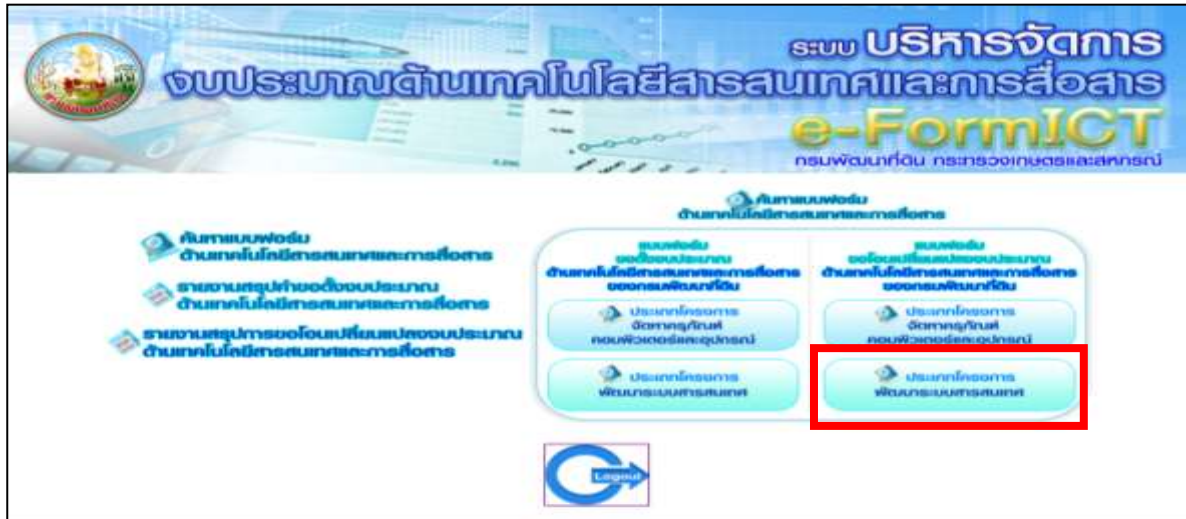 ระบบ บริหารจัดการ
งบประมาณด้านเทคโนโลยีสารสนเทศและการสื่อสาร
e-FormICT
กรมพัฒนาที่ดิน กระทรวงเกษตรและสหกรณ์
ค้นหาแบบฟอร์ม
ด้านเทคโนโลยีสารสนเทศและการสื่อสาร
รายงานสรุปคำขอตั้งงบประมาณ
ด้านเทคโนโลยีสารสนเทศและการสื่อสาร
รายงานสรุปการขอโอนเปลี่ยนแปลงงบประมาณ
ด้านเทคโนโลยีสารสนเทศและการสื่อสาร
ค้นหาแบบฟอร์ม
ด้านเทคโนโลยีสารสนเทศและการสื่อสาร
แบบฟอร์ม
ขอตั้งงบประมาณ
ด้านเทคโนโลยีสารสนเทศและการสื่อสาร
ของกรมพัฒนาที่ดิน
ประเภทโครงการ
จัดหาครุภัณฑ์
คอมพิวเตอร์และอุปกรณ์
ประเภทโครงการ
พัฒนาระบบสารสนเทศ
แบบฟอร์ม
ขอโอนเปลี่ยนแปลงงบประมาณ
ด้านเทคโนโลยีสารสนเทศและการสื่อสาร
ของกรมพัฒนาที่ดิน
ประเภทโครงการ
จัดหาครุภัณฑ์
คอมพิวเตอร์และอุปกรณ์
ประเภทโครงการ
พัฒนาระบบสารสนเทศ
Logout